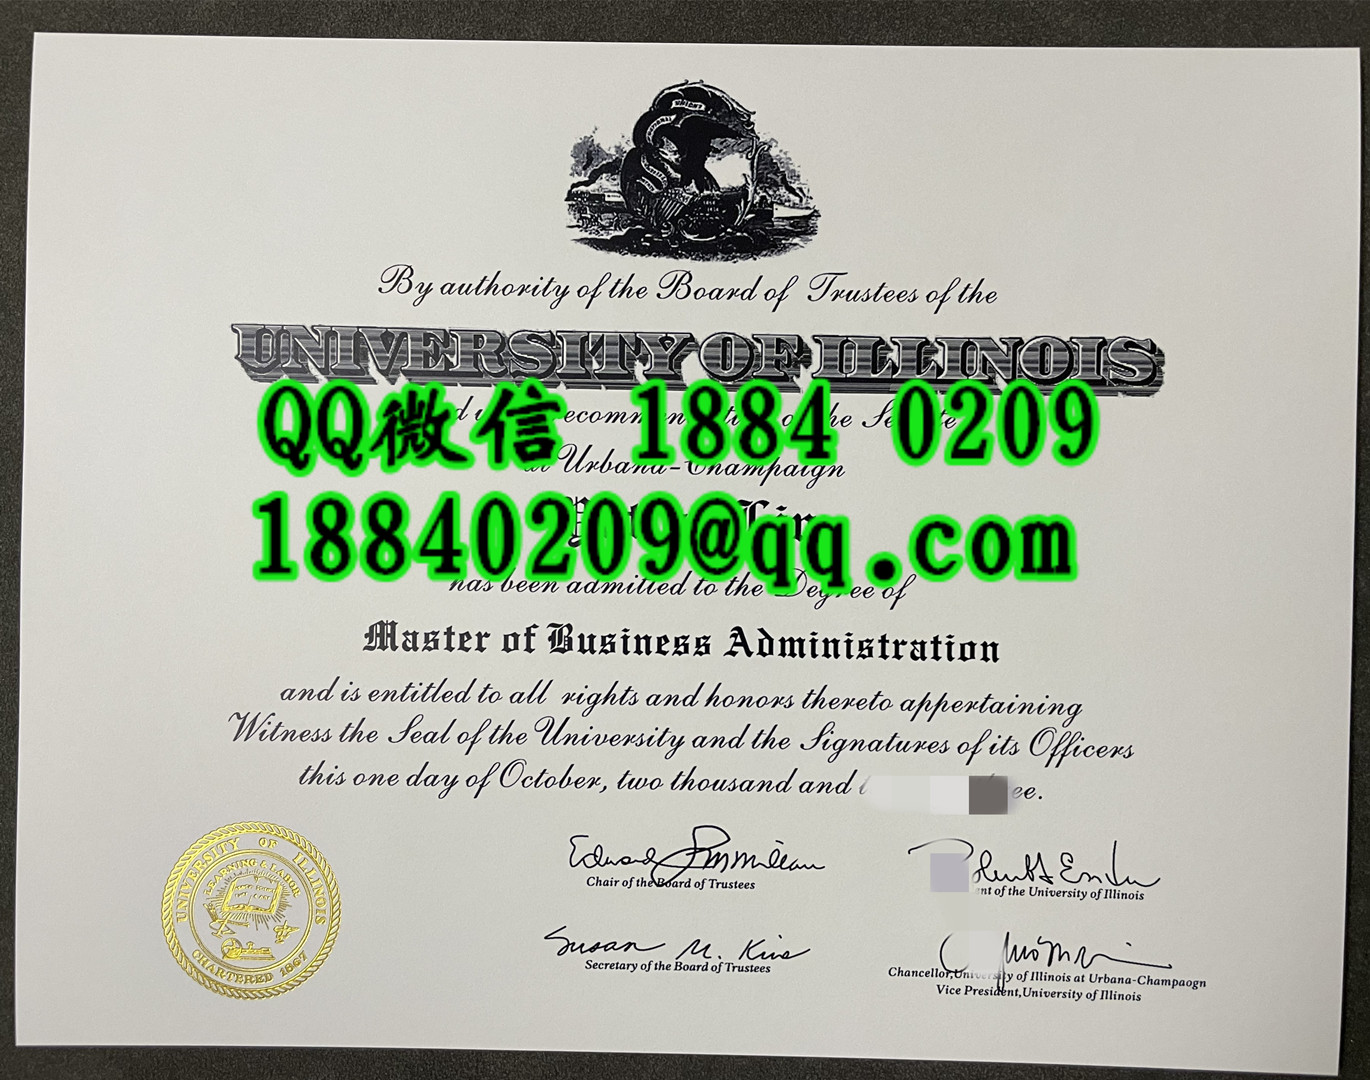 By authority of the Board of Trustees of the
UNIVERSITY OF ILLINOIS
QQ微信 1884 0209
at Urbana-Champaign
18840209@qq.com
has been admitted to the Degree of
Master of Business Administration
and is entitled to all rights and honors thereto appertaining
Witness the Seal of the University and the Signatures of its Officers
this one day of October, two thousand and
Chair of the Board of Trustees
of the University of Illinois
Secretary of the Board of Trustees
Chancellor, University of Illinois at Urbana-Champaogn
Vice President, University of Illinois
UNIVERSITY OF ILLINOIS
LEARNING & LABOR
CHARTERED 1867